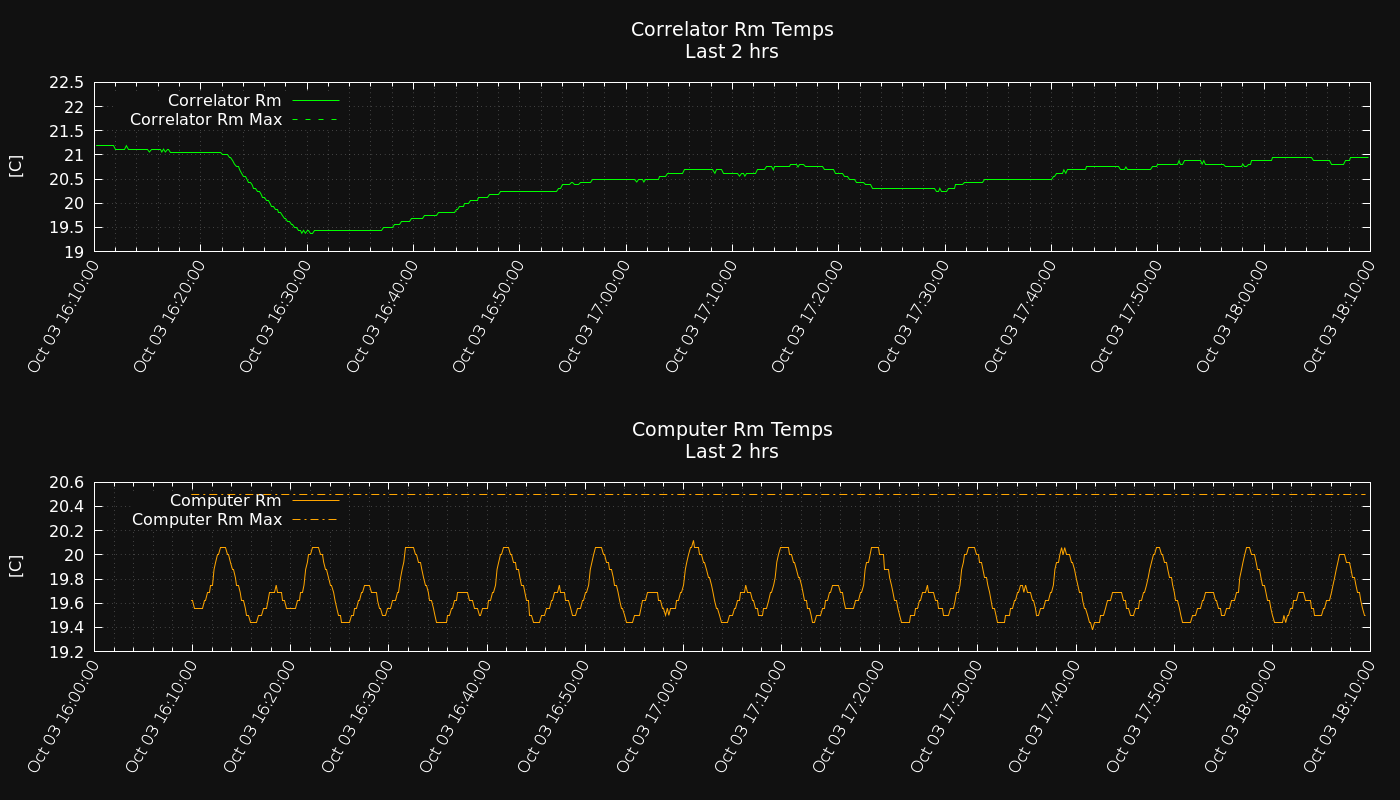 Correlator Rm Temps
Last 2 hrs
22.5
22
21.5
21
20.5
20
19.5
19
[C]
Correlator Rm
Correlator Rm Max
Oct 03 16:10:00
Oct 03 16:20:00
Oct 03 16:30:00
Oct 03 16:40:00
Oct 03 16:50:00
Oct 03 17:00:00
Oct 03 17:10:00
Oct 03 17:20:00
Oct 03 17:30:00
Oct 03 17:40:00
Oct 03 17:50:00
Oct 03 18:00:00
Oct 03 18:10:00
Computer Rm Temps
Last 2 hrs
20.6
20.4
20.2
20
19.8
19.6
19.4
19.2
[C]
Computer Rm
Computer Rm Max
Oct 03 16:00:00
Oct 03 16:10:00
Oct 03 16:20:00
Oct 03 16:30:00
Oct 03 16:40:00
Oct 03 16:50:00
Oct 03 17:00:00
Oct 03 17:10:00
Oct 03 17:20:00
Oct 03 17:30:00
Oct 03 17:40:00
Oct 03 17:50:00
Oct 03 18:00:00
Oct 03 18:10:00